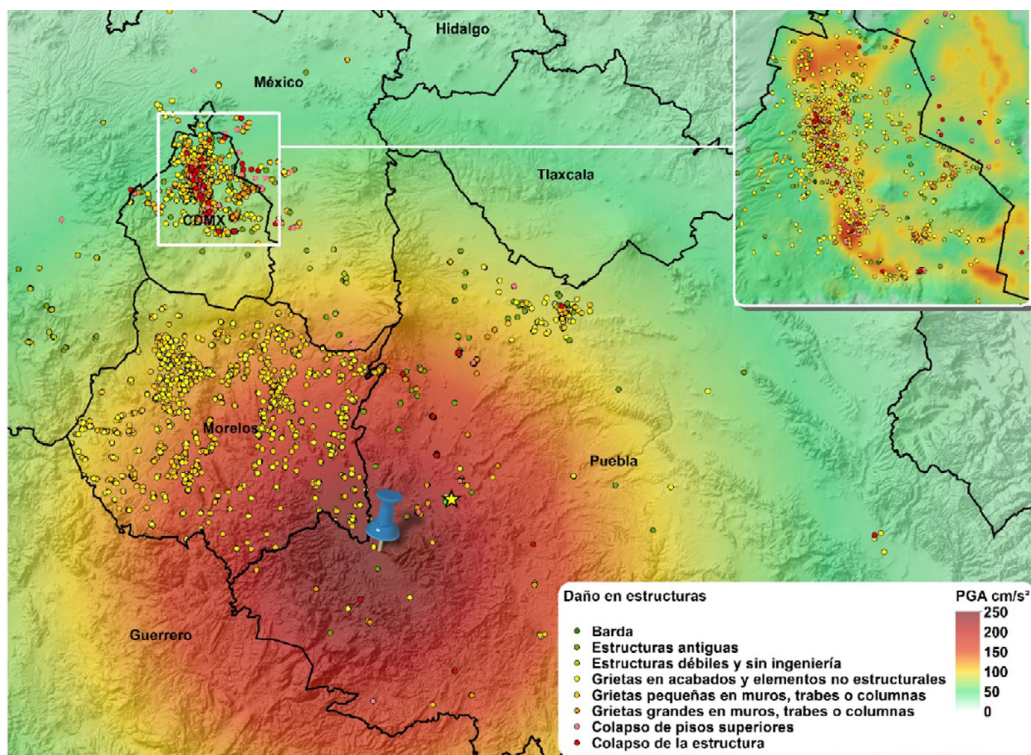 Hidalgo
México
Tlaxcala
CDMX
Morelos
Puebla
Guerrero
Daño en estructuras
Barda
Estructuras antiguas
Estructuras débiles y sin ingeniería
Grietas en acabados y elementos no estructurales
Grietas pequeñas en muros, trabes o columnas
Grietas grandes en muros, trabes o columnas
Colapso de pisos superiores
Colapso de la estructura
PGA cm/s²
250
200
150
100
50
0